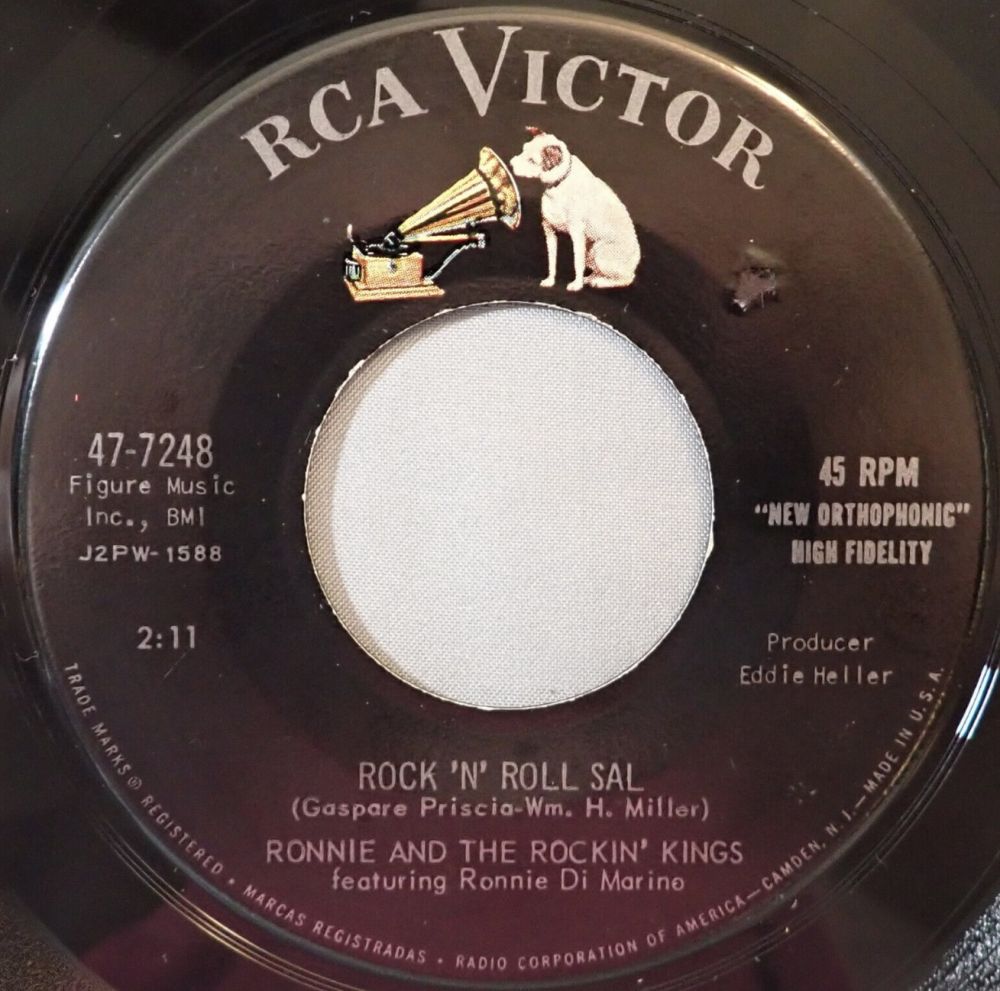 RCA VICTOR
47-7248
Figure Music
Inc., BMI
J2PW-1588
2:11
45 RPM
"NEW ORTHOPHONIC"
HIGH FIDELITY
Producer
Eddie Heller
ROCK 'N' ROLL SAL
(Gaspare Priscia-Wm. H. Miller)
RONNIE AND THE ROCKIN' KINGS
featuring Ronnie Di Marino
TRADE MARKS ® REGISTERED • MARCAS REGISTRADAS • RADIO CORPORATION OF AMERICA—CAMDEN, N. J.—MADE IN U. S. A.